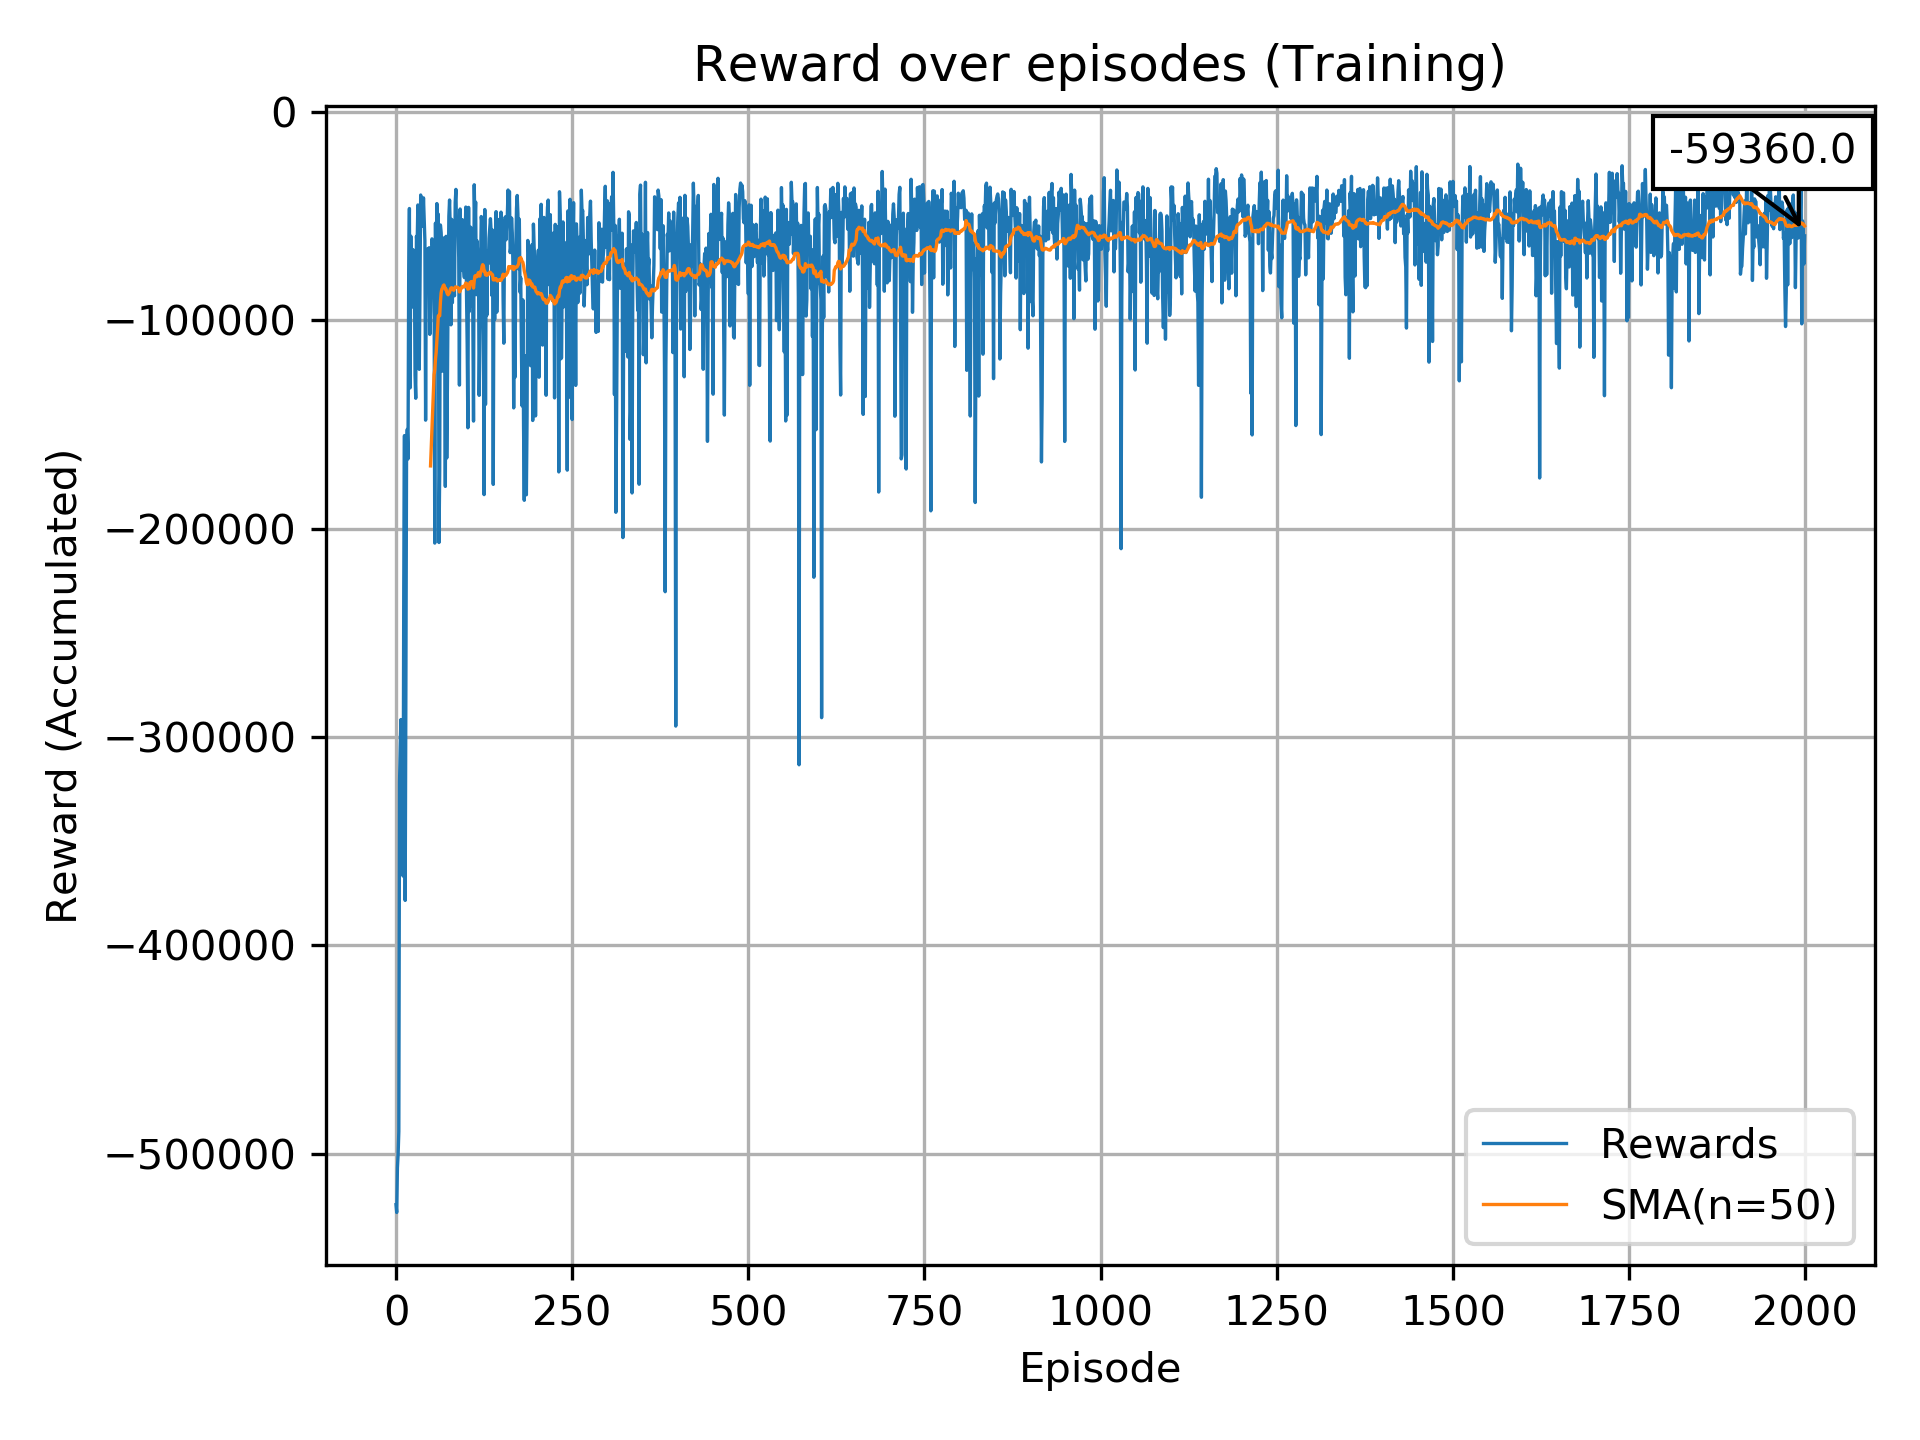 Reward over episodes (Training)
0
-59360.0
−100000
−200000
−300000
−400000
−500000
Reward (Accumulated)
Rewards
SMA(n=50)
0 250 500 750 1000 1250 1500 1750 2000
Episode